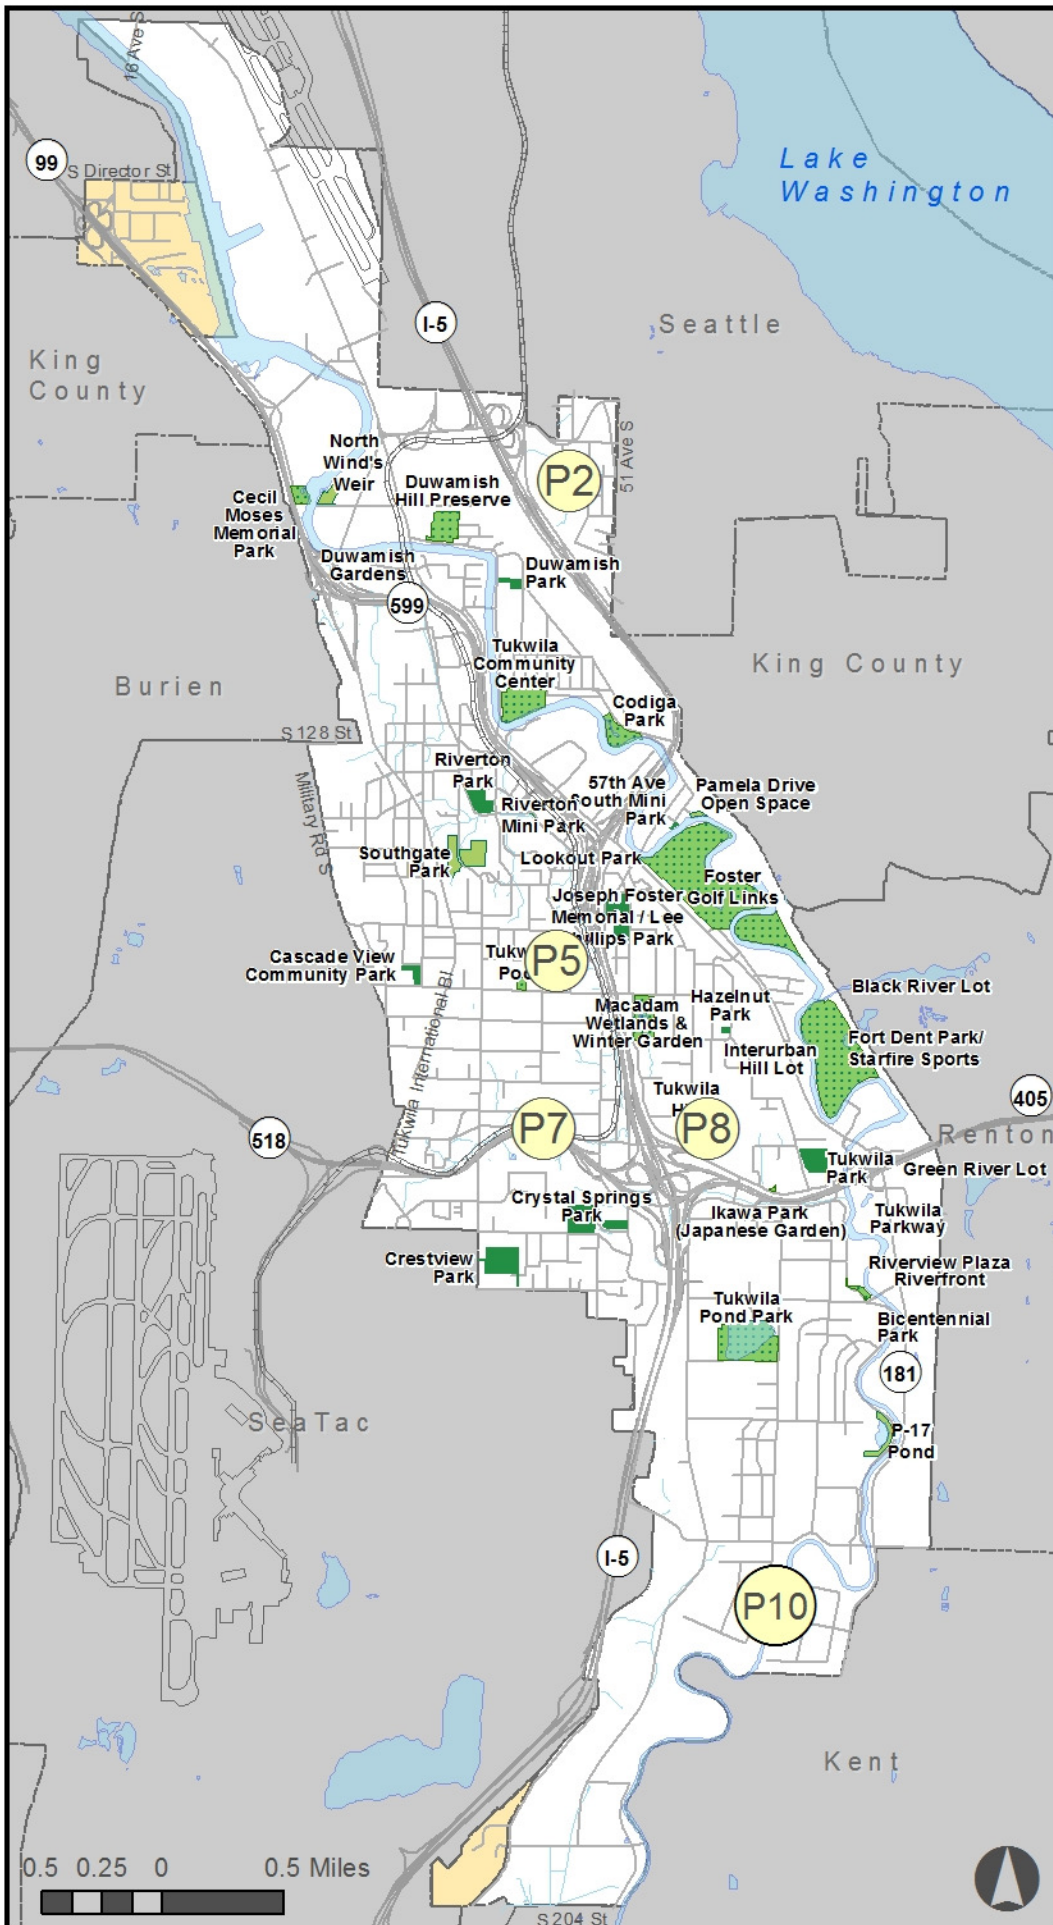 16 Ave S
99
S Director St
Lake
Washington
I-5
Seattle
King
County
51 Ave S
P2
North
Wind's
Weir
Duwamish
Hill Preserve
Cecil
Moses
Memorial
Park
Duwamish
Gardens
Duwamish
Park
599
Tukwila
Community
Center
King County
Burien
Codiga
Park
S 128 St
Military Rd S
Riverton
Park
57th Ave
South Mini
Park
Pamela Drive
Open Space
Riverton
Mini Park
Southgate
Park
Lookout Park
Foster
Golf Links
Joseph Foster
Memorial / Lee
Park
P5
Cascade View
Community Park
Black River Lot
Macadam
Wetlands &
Winter Garden
Hazelnut
Park
Interurban
Hill Lot
Fort Dent Park/
Starfire Sports
Tukwila International Bl
Tukwila
405
518
P7
P8
Renton
Tukwila
Park
Green River Lot
Crystal Springs
Park
Ikawa Park
(Japanese Garden)
Tukwila
Parkway
Crestview
Park
Riverview Plaza
Riverfront
Tukwila
Pond Park
Bicentennial
Park
181
SeaTac
P-17
Pond
I-5
P10
Kent
0.5 0.25 0 0.5 Miles
S 204 St